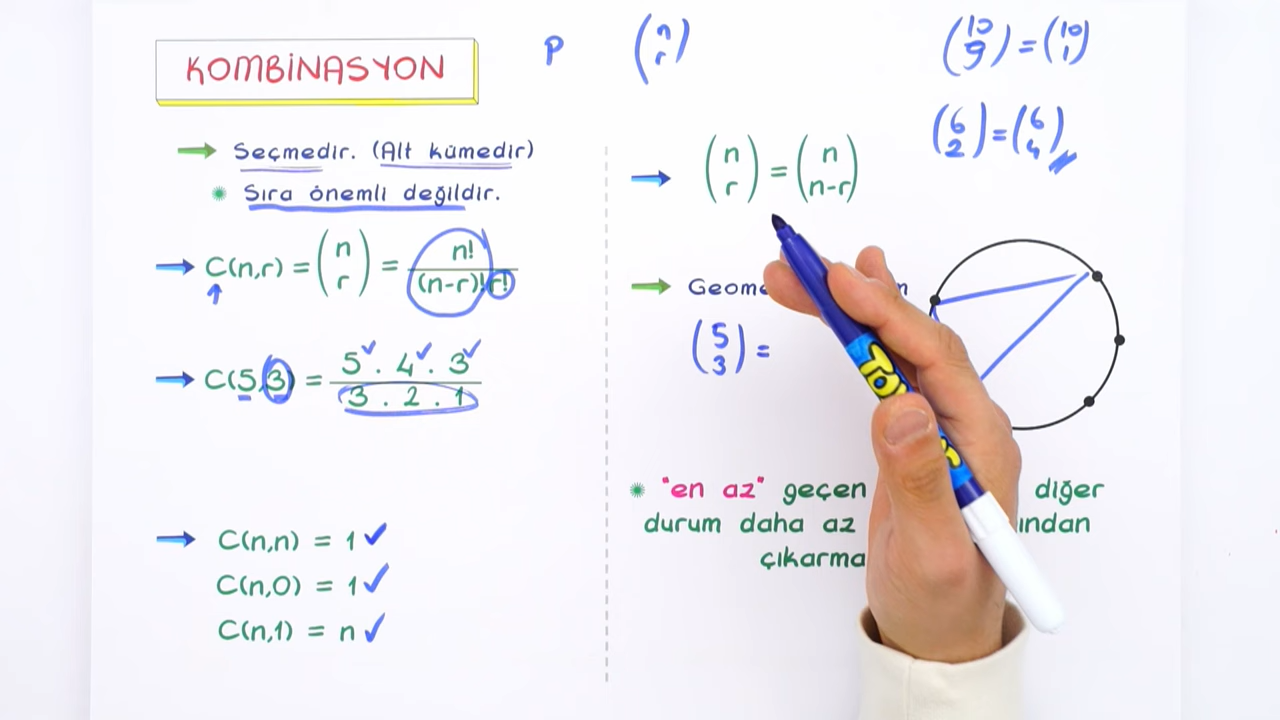 KOMBİNASYON
Seçmedir. (Alt kümedir)
Sıra önemli değildir.
C(n,r) = (n r) = n! / (n-r)! r!
C(5,3) = 5 . 4 . 3 / 3 . 2 . 1
C(n,n) = 1 ✓
C(n,0) = 1 ✓
C(n,1) = n ✓
P (n r)
(10 9) = (10 1)
(6 2) = (6 4)
(n r) = (n n-r)
(5 3) =
"en az" geçen diğer
durum daha az
çıkarma